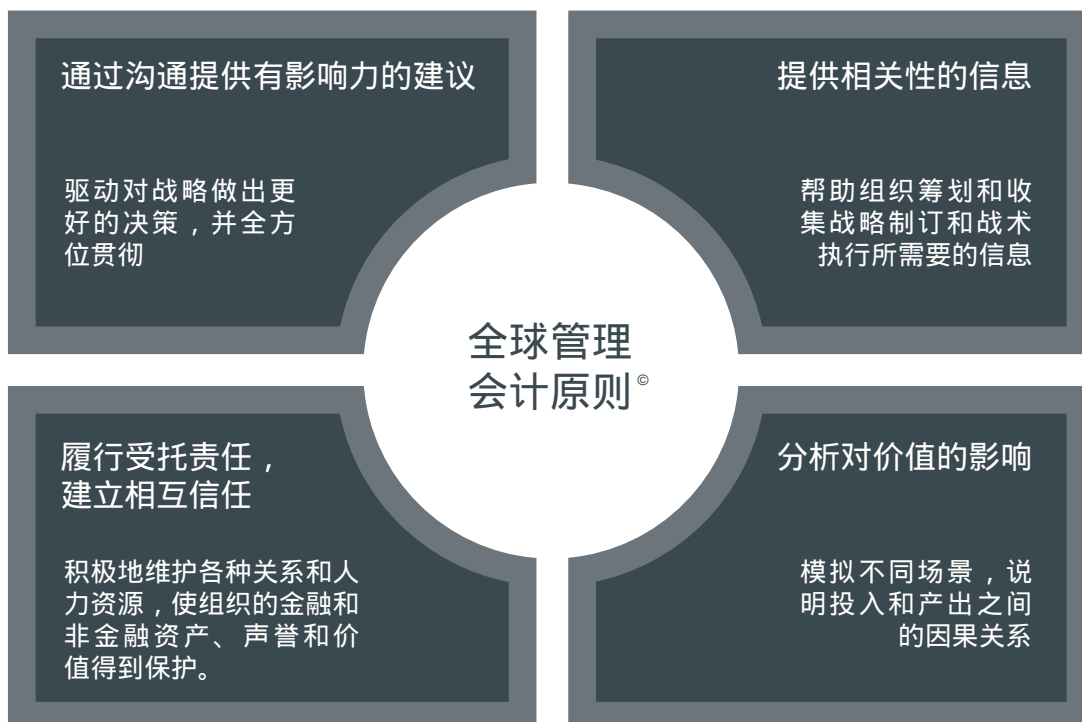 通过沟通提供有影响力的建议
驱动对战略做出更
好的决策，并全方
位贯彻
提供相关性的信息
帮助组织筹划和收
集战略制订和战术
执行所需要的信息
全球管理
会计原则©
履行受托责任，
建立相互信任
积极地维护各种关系和人
力资源，使组织的金融和
非金融资产、声誉和价
值得到保护。
分析对价值的影响
模拟不同场景，说
明投入和产出之间
的因果关系